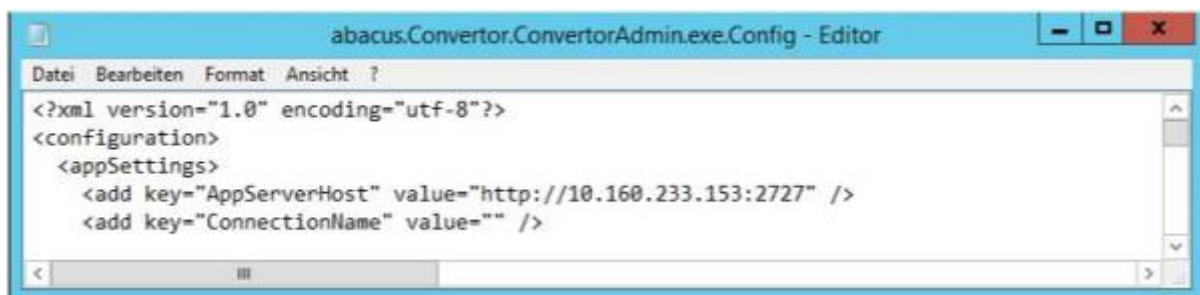 abacus.Convertor.ConvertorAdmin.exe.Config - Editor
Datei Bearbeiten Format Ansicht ?
<?xml version="1.0" encoding="utf-8"?>
<configuration>
<appSettings>
<add key="AppServerHost" value="http://10.160.233.153:2727" />
<add key="ConnectionName" value="" />